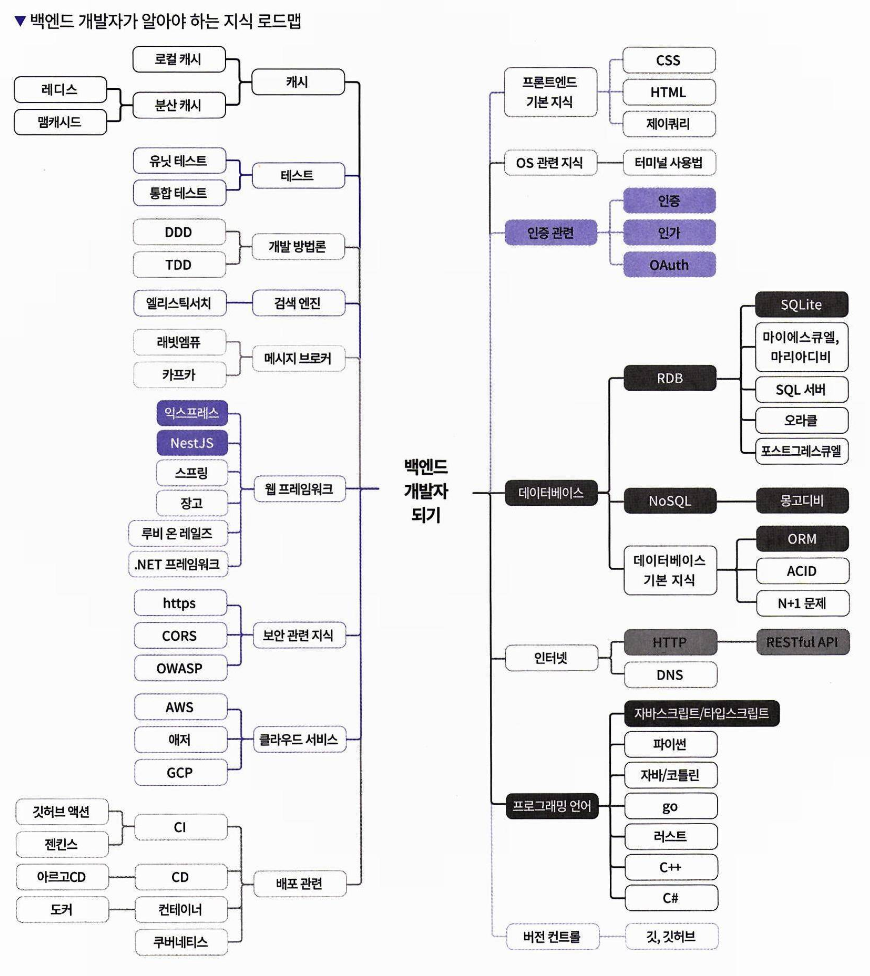 ▼ 백엔드 개발자가 알아야 하는 지식 로드맵
로컬 캐시
캐시
레디스
분산 캐시
맴캐시드
유닛 테스트
테스트
통합 테스트
DDD
개발 방법론
TDD
엘리스틱서치
검색 엔진
래빗엠큐
메시지 브로커
카프카
익스프레스
NestJS
스프링
웹 프레임워크
장고
루비 온 레일즈
.NET 프레임워크
https
CORS
보안 관련 지식
OWASP
AWS
애저
클라우드 서비스
GCP
깃허브 액션
CI
젠킨스
아르고CD
CD
배포 관련
도커
컨테이너
쿠버네티스
백엔드
개발자
되기
프론트엔드
기본 지식
CSS
HTML
제이쿼리
OS 관련 지식
터미널 사용법
인증 관련
인증
인가
OAuth
데이터베이스
RDB
SQLite
마이에스큐엘,
마리아디비
SQL 서버
오라클
포스트그레스큐엘
NoSQL
몽고디비
데이터베이스
기본 지식
ORM
ACID
N+1 문제
인터넷
HTTP
RESTful API
DNS
프로그래밍 언어
자바스크립트/타입스크립트
파이썬
자바/코틀린
go
러스트
C++
C#
버전 컨트롤
깃, 깃허브